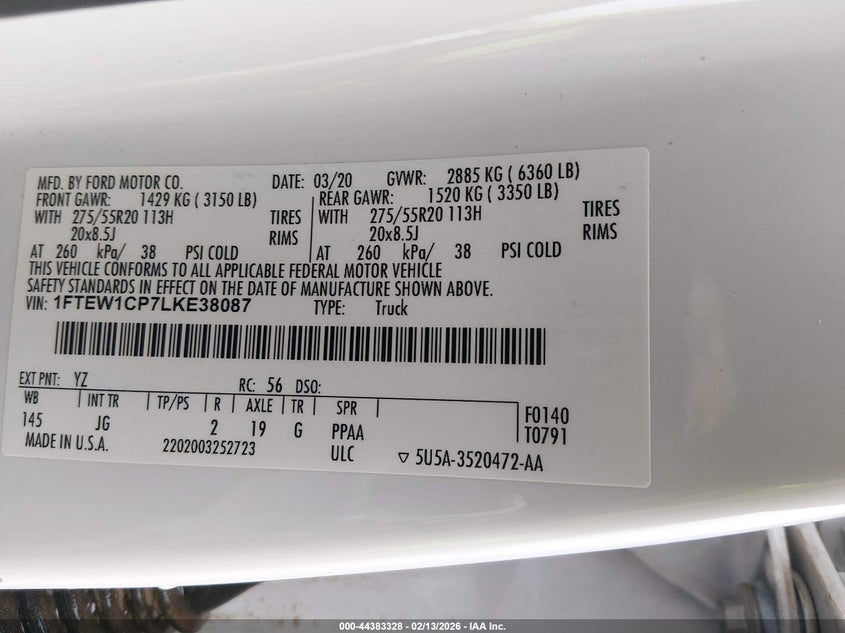 MFD. BY FORD MOTOR CO. DATE: 03/20 GVWR: 2885 KG ( 6360 LB)
FRONT GAWR: 1429 KG ( 3150 LB) REAR GAWR: 1520 KG ( 3350 LB)
WITH 275/55R20 113H TIRES WITH 275/55R20 113H TIRES
20x8.5J RIMS 20x8.5J RIMS
AT 260 kPa/ 38 PSI COLD AT 260 kPa/ 38 PSI COLD
THIS VEHICLE CONFORMS TO ALL APPLICABLE FEDERAL MOTOR VEHICLE
SAFETY STANDARDS IN EFFECT ON THE DATE OF MANUFACTURE SHOWN ABOVE.
VIN: 1FTEW1CP7LKE38087 TYPE: Truck
EXT PNT: YZ RC: 56 DSO:
WB INT TR TP/PS R AXLE TR SPR F0140
145 JG 2 19 G PPAA T0791
MADE IN U.S.A. 2202003252723 ULC ▽ 5U5A-3520472-AA
000-44383328 - 02/13/2026 - IAA Inc.